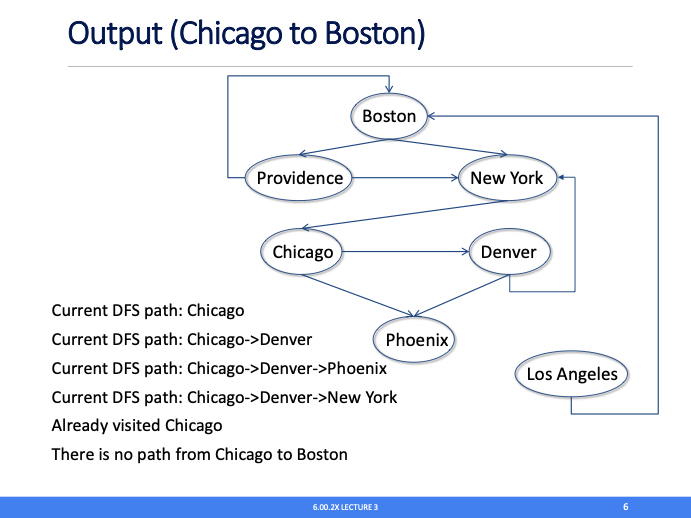 Output (Chicago to Boston)
Boston
Providence
New York
Chicago
Denver
Phoenix
Los Angeles
Current DFS path: Chicago
Current DFS path: Chicago->Denver
Current DFS path: Chicago->Denver->Phoenix
Current DFS path: Chicago->Denver->New York
Already visited Chicago
There is no path from Chicago to Boston
6.00.2X LECTURE 3
6